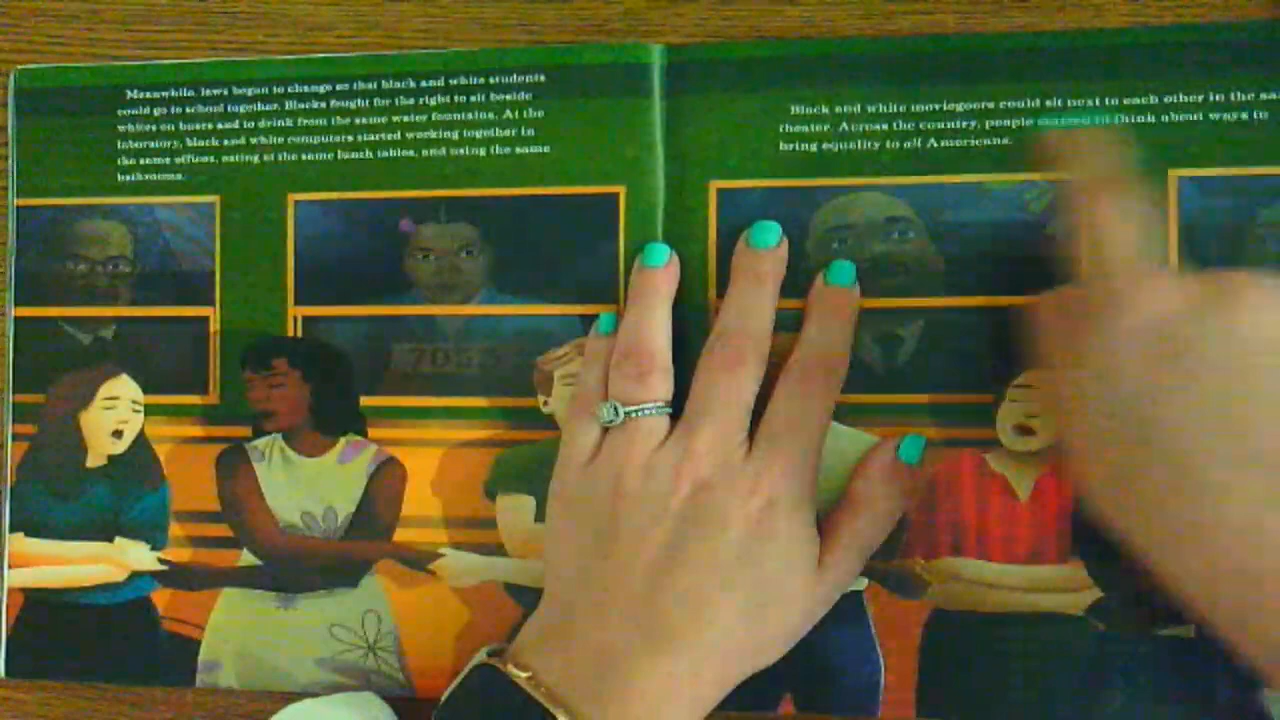 Meanwhile, laws began to change so that black and white students
could go to school together. Blacks fought for the right to sit beside
whites on buses and to drink from the same water fountains. At the
laboratory, black and white computers started working together in
the same offices, eating at the same lunch tables, and using the same
bathrooms.
Black and white moviegoers could sit next to each other in the
theater. Across the country, people started to think about ways to
bring equality to all Americans.
7053